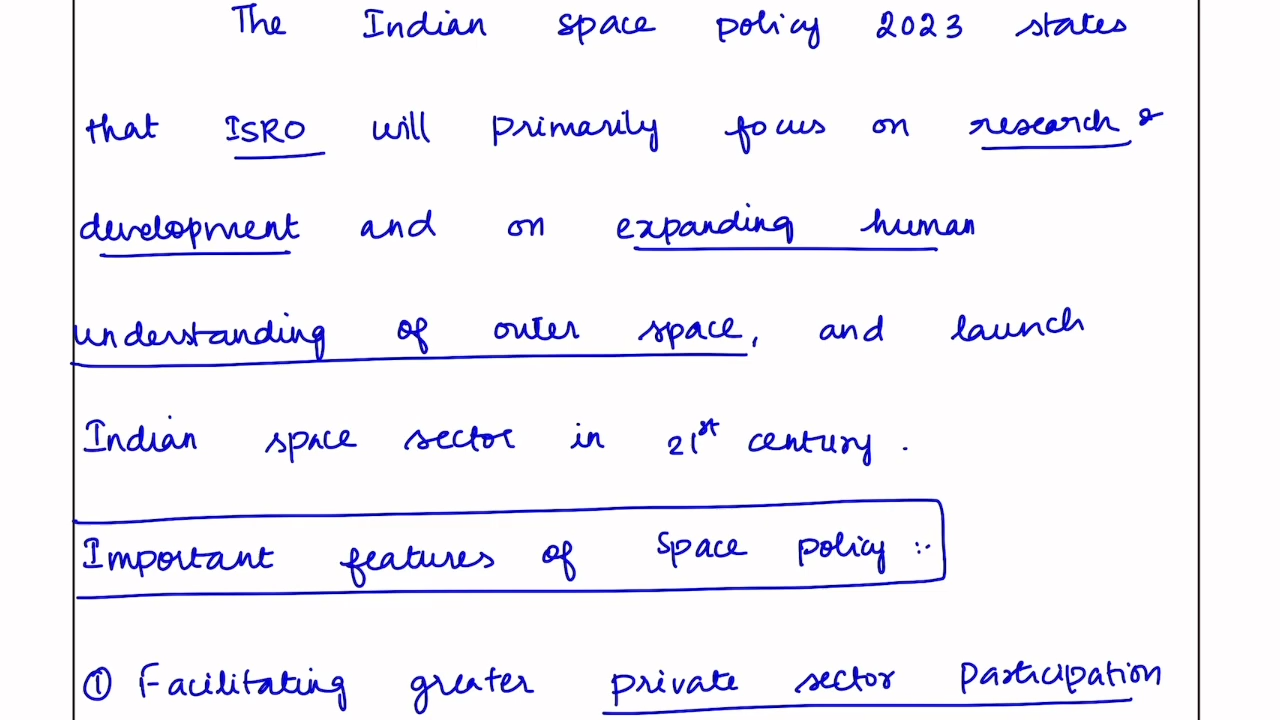 The Indian space policy 2023 states
that ISRO will primarily focus on research &
development and on expanding human
understanding of outer space, and launch
Indian space sector in 21st century.
Important features of Space policy :-
① Facilitating greater private sector participation